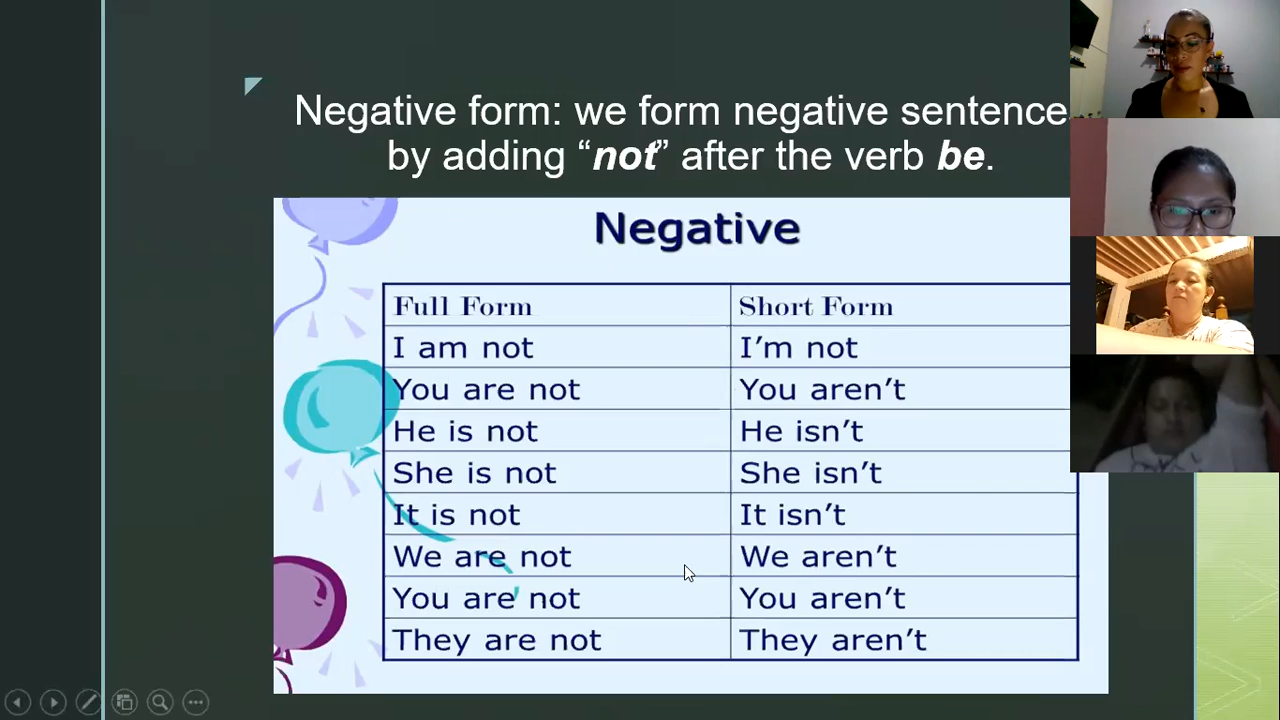 Negative form: we form negative sentence
by adding “not” after the verb be.
Negative
Full Form Short Form
I am not I’m not
You are not You aren’t
He is not He isn’t
She is not She isn’t
It is not It isn’t
We are not We aren’t
You are not You aren’t
They are not They aren’t